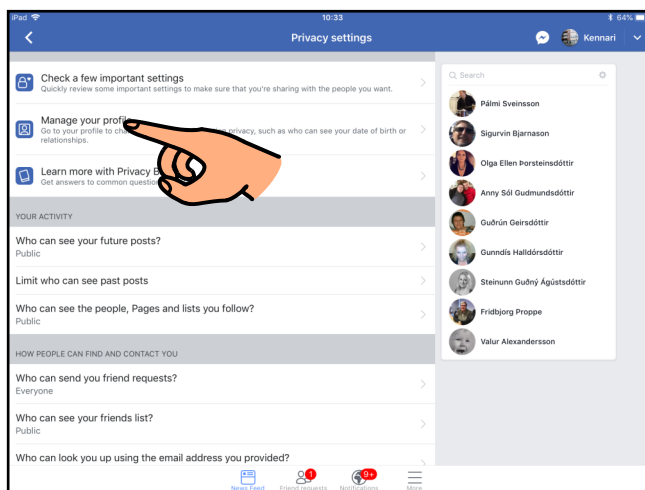 iPad 10:33 64%
Privacy settings Kennari
Check a few important settings
Quickly review some important settings to make sure that you're sharing with the people you want.
Manage your profile
Go to your profile to privacy, such as who can see your date of birth or
relationships.
Learn more with Privacy
Get answers to common
YOUR ACTIVITY
Who can see your future posts?
Public
Limit who can see past posts
Who can see the people, Pages and lists you follow?
Public
HOW PEOPLE CAN FIND AND CONTACT YOU
Who can send you friend requests?
Everyone
Who can see your friends list?
Public
Who can look you up using the email address you provided?
Search
Pálmi Sveinsson
Sigurvin Bjarnason
Olga Ellen Þorsteinsdóttir
Anny Sól Gudmundsdóttir
Guðrún Geirsdóttir
Gunndís Halldórsdóttir
Steinunn Guðný Ágústsdóttir
Fridbjorg Proppe
Valur Alexandersson
1 9+
News Feed Friend requests Notifications More